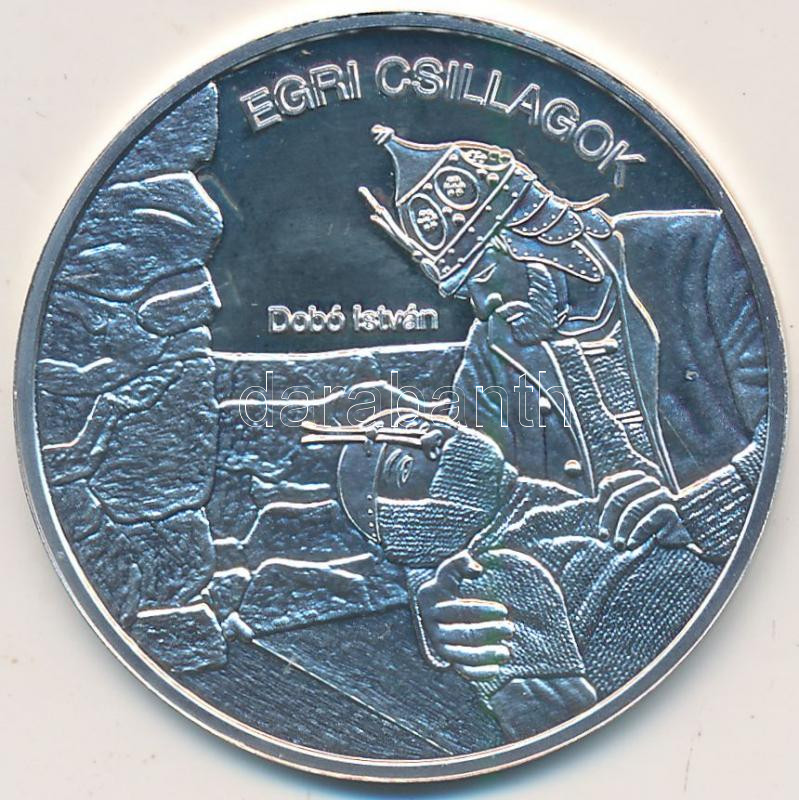 EGRI CSILLAGOK
Dobó István
darabanth